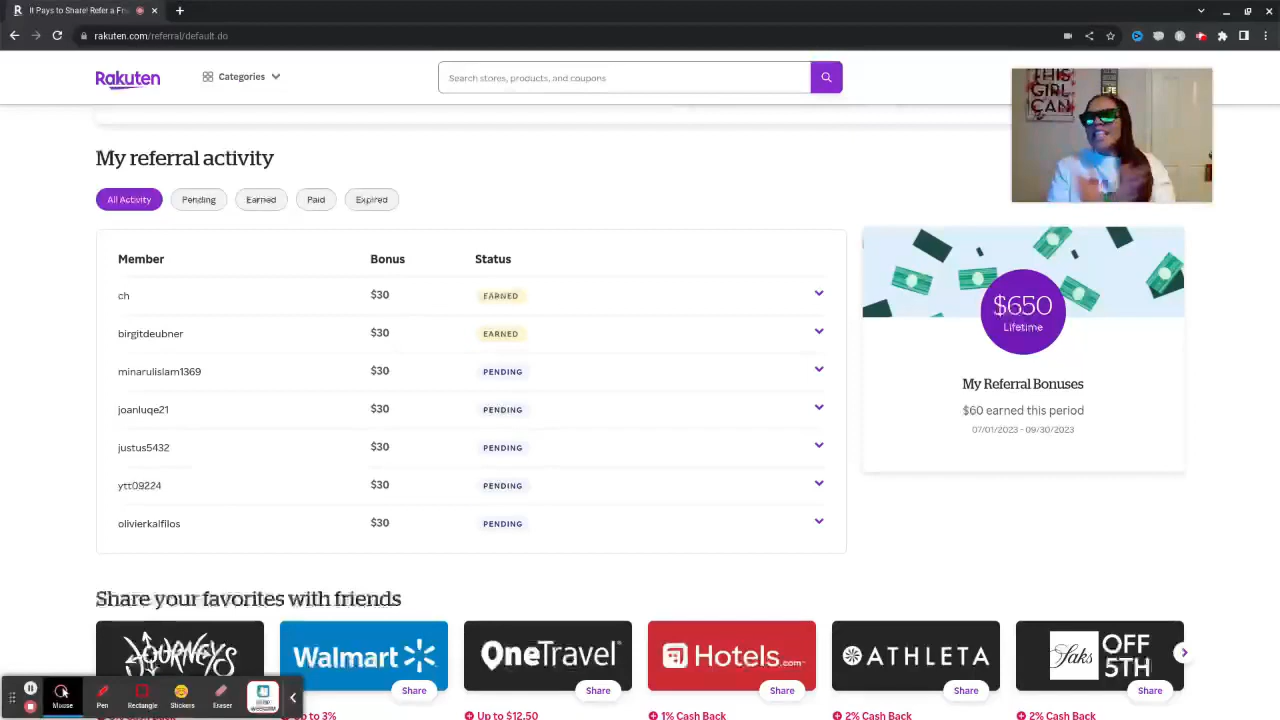 It Pays to Share! Refer a Fri
rakuten.com/referral/default.do
Rakuten
Categories
Search stores, products, and coupons
THIS
GIRL
CAN
LIFE
My referral activity
All Activity
Pending
Earned
Paid
Expired
Member Bonus Status
ch $30 EARNED
birgitdeubner $30 EARNED
minarulislam1369 $30 PENDING
joanluqe21 $30 PENDING
justus5432 $30 PENDING
ytt09224 $30 PENDING
olivierkalfilos $30 PENDING
$650
Lifetime
My Referral Bonuses
$60 earned this period
07/01/2023 - 09/30/2023
Share your favorites with friends
JOURNEYS
Walmart
OneTravel
Hotels.com
ATHLETA
Saks OFF 5TH
Share
Share
Share
Share
Share
Up to $12.50
1% Cash Back
2% Cash Back
2% Cash Back
Mouse
Pen
Rectangle
Stickers
Eraser